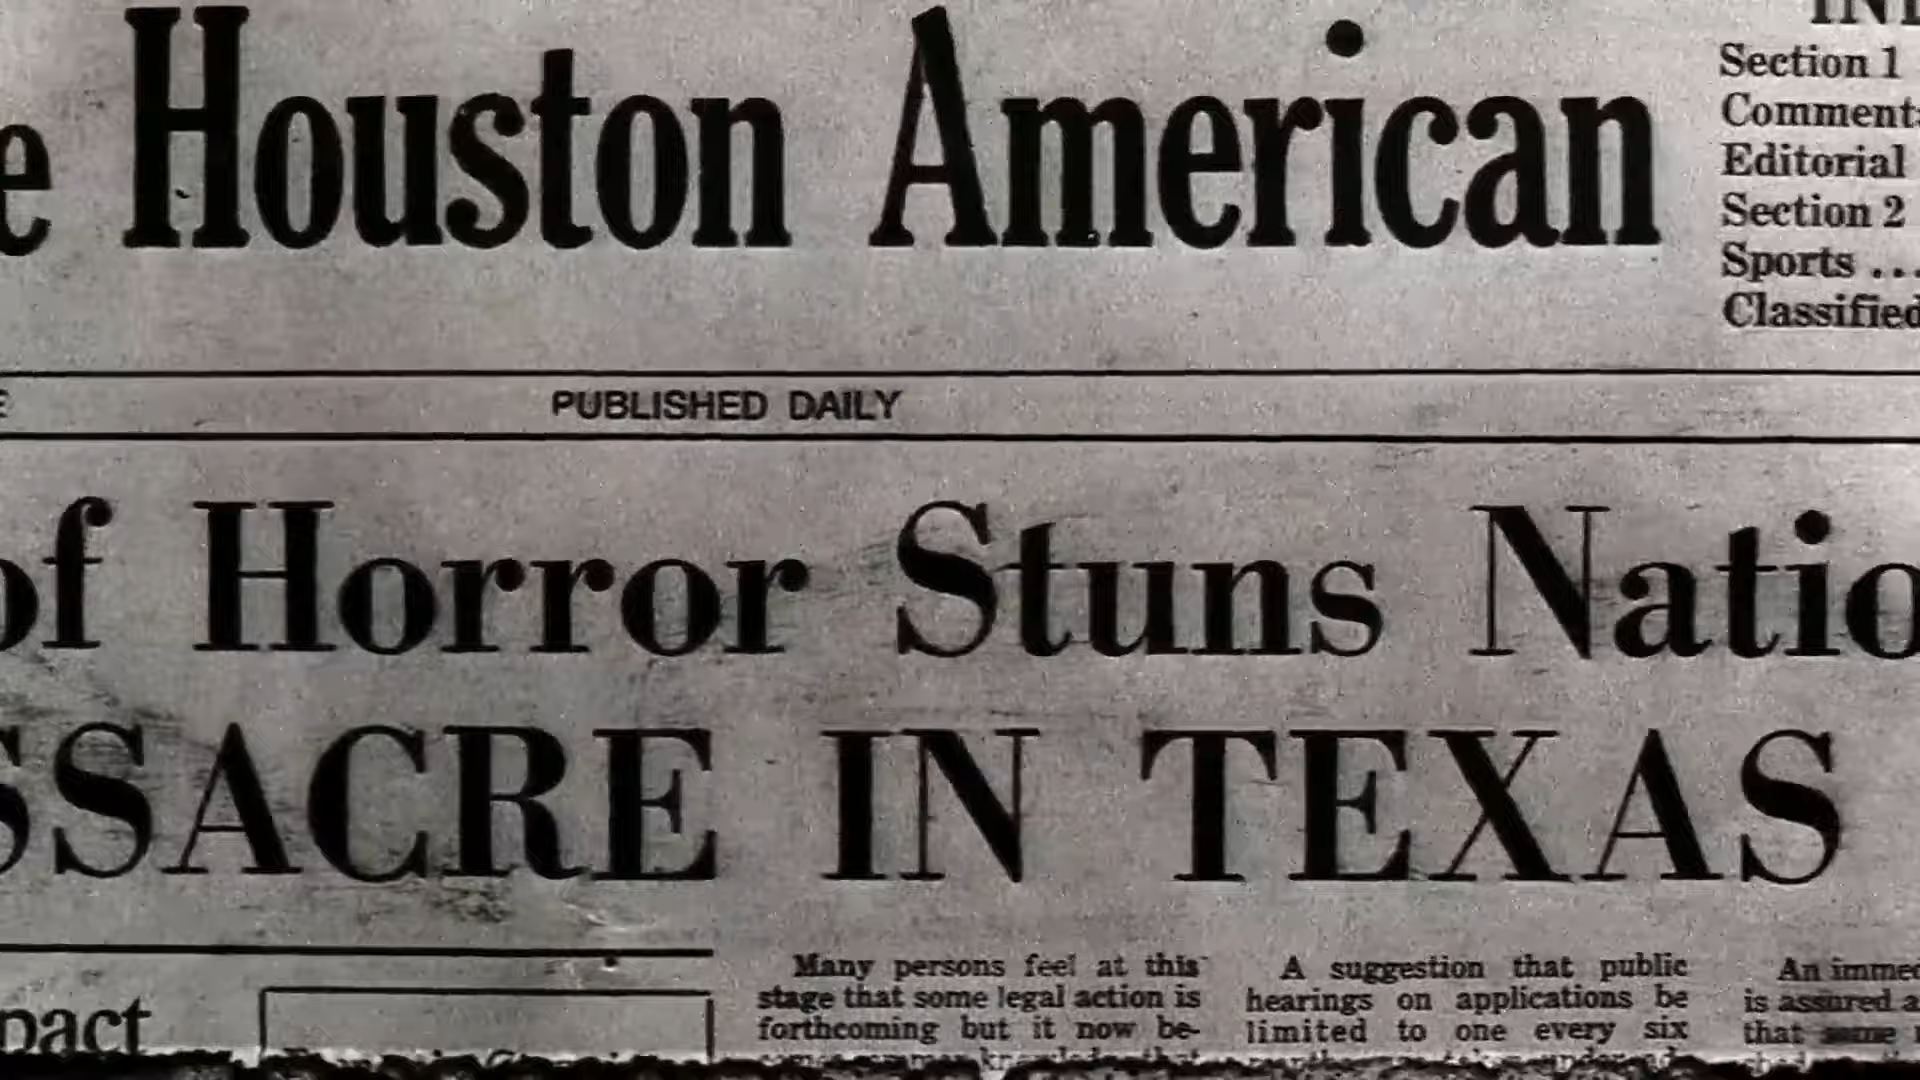 e Houston American
IND
Section 1
Comment
Editorial
Section 2
Sports ...
Classified
PUBLISHED DAILY
of Horror Stuns Natio
SSACRE IN TEXAS
pact
Many persons feel at this
stage that some legal action is
forthcoming but it now be-
A suggestion that public
hearings on applications be
limited to one every six
An immed
is assured a
that some